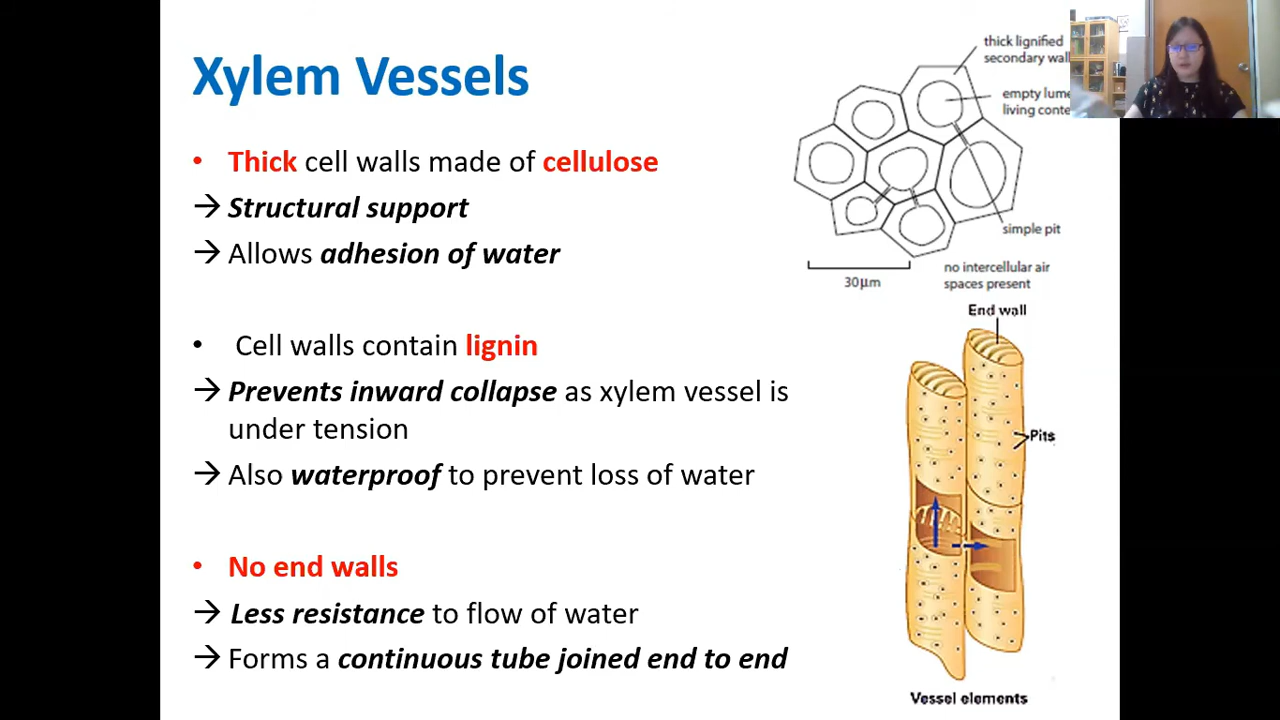 Xylem Vessels
• Thick cell walls made of cellulose
→ Structural support
→ Allows adhesion of water
• Cell walls contain lignin
→ Prevents inward collapse as xylem vessel is
under tension
→ Also waterproof to prevent loss of water
• No end walls
→ Less resistance to flow of water
→ Forms a continuous tube joined end to end
thick lignified
secondary wall
empty
living
simple pit
30µm
no intercellular air
spaces present
End wall
Pits
Vessel elements